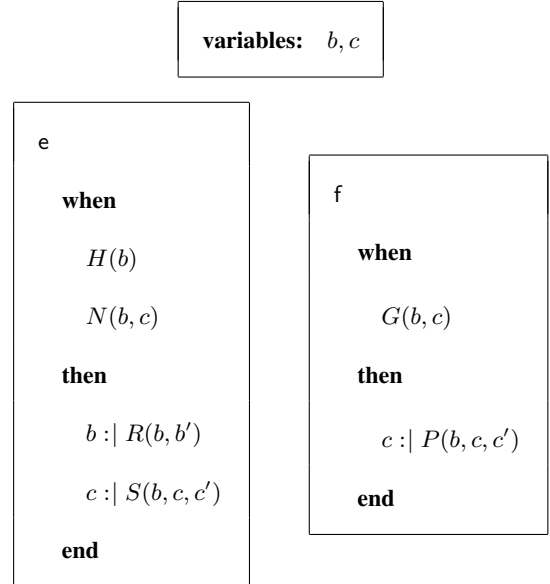 variables: b, c
e
when
H(b)
N(b, c)
then
b :| R(b, b′)
c :| S(b, c, c′)
end
f
when
G(b, c)
then
c :| P(b, c, c′)
end